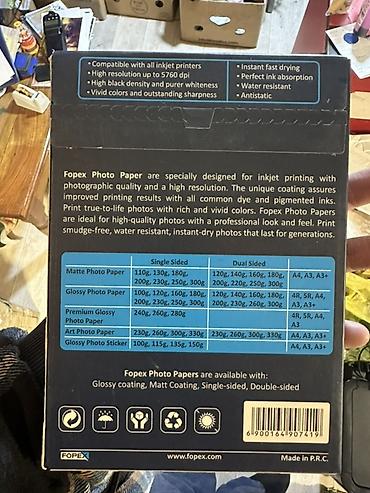 • Compatible with all inkjet printers
• High resolution up to 5760 dpi
• High black density and purer whiteness
• Vivid colors and outstanding sharpness
• Instant fast drying
• Perfect ink absorption
• Water resistant
• Antistatic
Fopex Photo Paper are specially designed for inkjet printing with
photographic quality and a high resolution. The unique coating assures
improved printing results with all common dye and pigmented inks.
Print true-to-life photos with rich and vivid colors. Fopex Photo Papers
are ideal for high-quality photos with a professional look and feel. Print
smudge-free, water resistant, instant-dry photos that last for generations.
Single Sided Dual Sided
Matte Photo Paper 110g, 130g, 180g, 120g, 140g, 160g, 180g, A4, A3, A3+
200g, 230g, 250g, 300g 200g, 220g, 250g, 300g
Glossy Photo Paper 100g, 120g, 160g, 180g, 120g, 140g, 160g, 180g, 4R, 5R, A4,
200g, 230g, 250g, 300g 200g, 230g, 260g, 300g A3, A3+
Premium Glossy 240g, 260g, 280g 4R, 5R, A4,
Photo Paper A3
Art Photo Paper 230g, 260g, 300g, 330g 230g, 260g, 300g, 330g A4, A3, A3+
Glossy Photo Sticker 100g, 115g, 135g, 150g A4, A3, A3+
Fopex Photo Papers are available with:
Glossy coating, Matt Coating, Single-sided, Double-sided
6 900164 907419
FOPEX www.fopex.com Made in P.R.C.